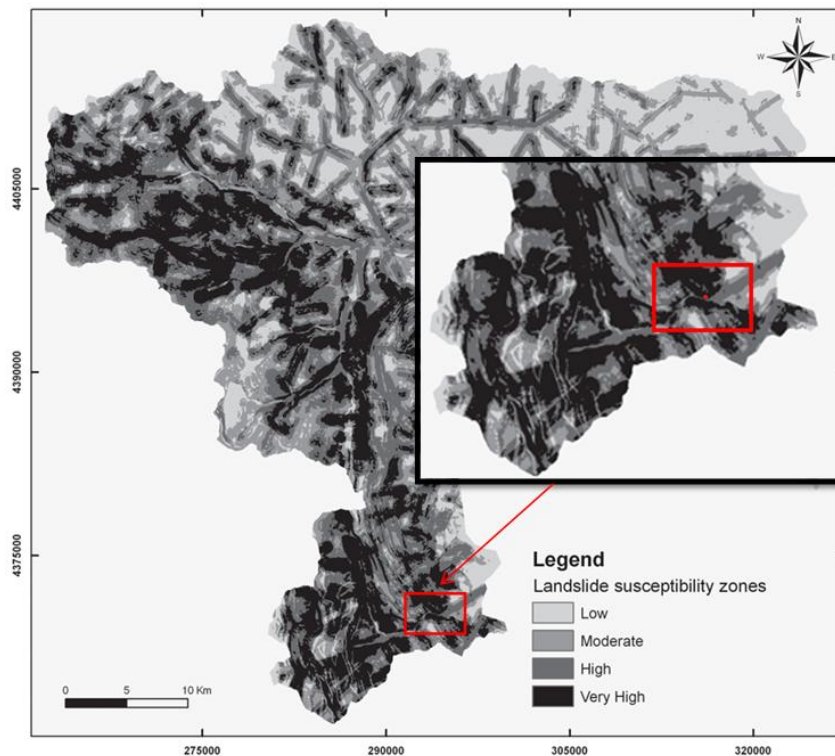 N
W E
S
4405000
4390000
4375000
Legend
Landslide susceptibility zones
Low
Moderate
High
Very High
0 5 10 Km
275000 290000 305000 320000